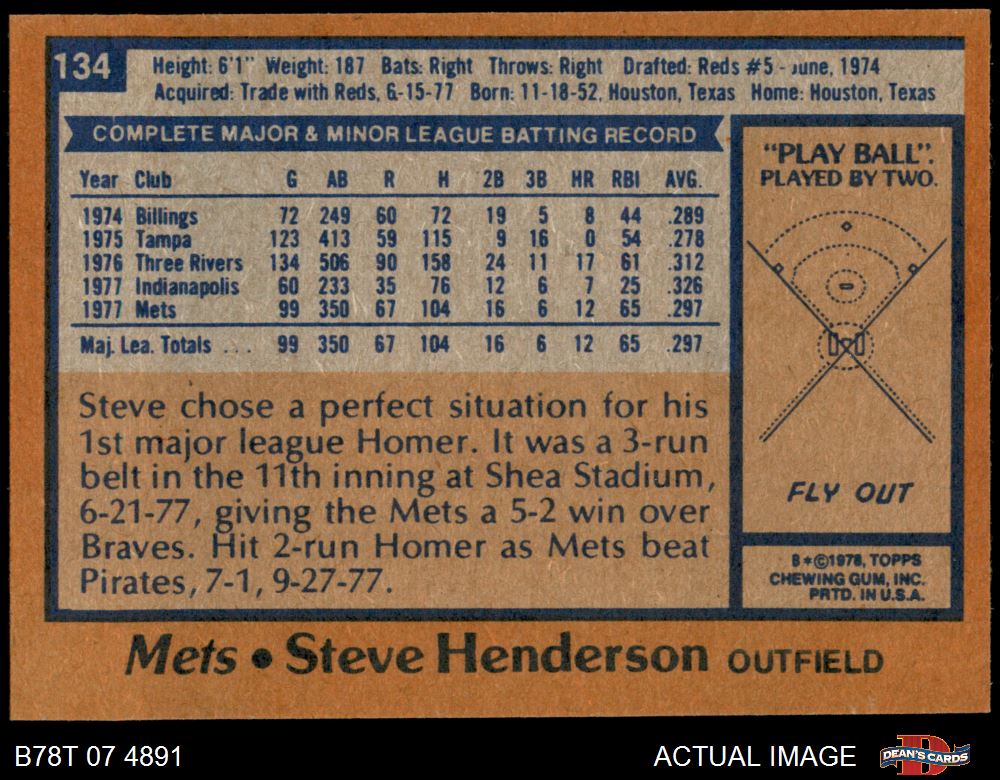 134
Height: 6'1" Weight: 187 Bats: Right Throws: Right Drafted: Reds #5 - June, 1974
Acquired: Trade with Reds, 6-15-77 Born: 11-18-52, Houston, Texas Home: Houston, Texas
COMPLETE MAJOR & MINOR LEAGUE BATTING RECORD
Year Club G AB R H 2B 3B HR RBI AVG.
1974 Billings 72 249 60 72 19 5 8 44 .289
1975 Tampa 123 413 59 115 9 16 0 54 .278
1976 Three Rivers 134 506 90 158 24 11 17 61 .312
1977 Indianapolis 60 233 35 76 12 6 7 25 .326
1977 Mets 99 350 67 104 16 6 12 65 .297
Maj. Lea. Totals ... 99 350 67 104 16 6 12 65 .297
Steve chose a perfect situation for his
1st major league Homer. It was a 3-run
belt in the 11th inning at Shea Stadium,
6-21-77, giving the Mets a 5-2 win over
Braves. Hit 2-run Homer as Mets beat
Pirates, 7-1, 9-27-77.
"PLAY BALL".
PLAYED BY TWO.
FLY OUT
B*©1978, TOPPS
CHEWING GUM, INC.
PRTD. IN U.S.A.
Mets • Steve Henderson OUTFIELD
B78T 07 4891
ACTUAL IMAGE
DEAN'S CARDS